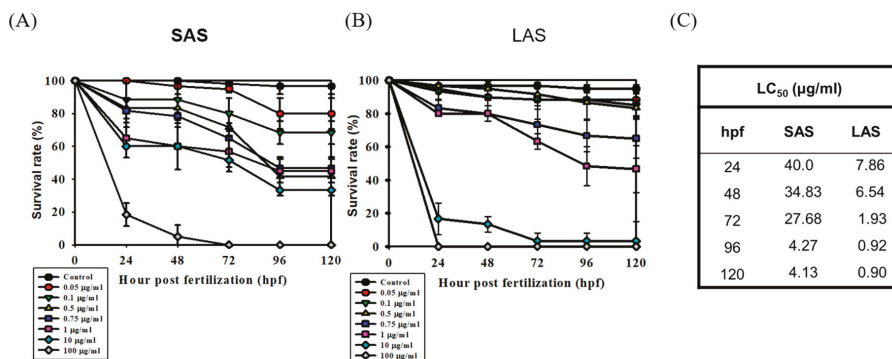 (A)
SAS
Survival rate (%)
100
80
60
40
20
0
0 24 48 72 96 120
Hour post fertilization (hpf)
Control
0.05 µg/ml
0.1 µg/ml
0.5 µg/ml
0.75 µg/ml
1 µg/ml
10 µg/ml
100 µg/ml
(B)
LAS
Survival rate (%)
100
80
60
40
20
0
0 24 48 72 96 120
Hour post fertilization (hpf)
Control
0.05 µg/ml
0.1 µg/ml
0.5 µg/ml
0.75 µg/ml
1 µg/ml
10 µg/ml
100 µg/ml
(C)
LC50 (µg/ml)
hpf SAS LAS
24 40.0 7.86
48 34.83 6.54
72 27.68 1.93
96 4.27 0.92
120 4.13 0.90